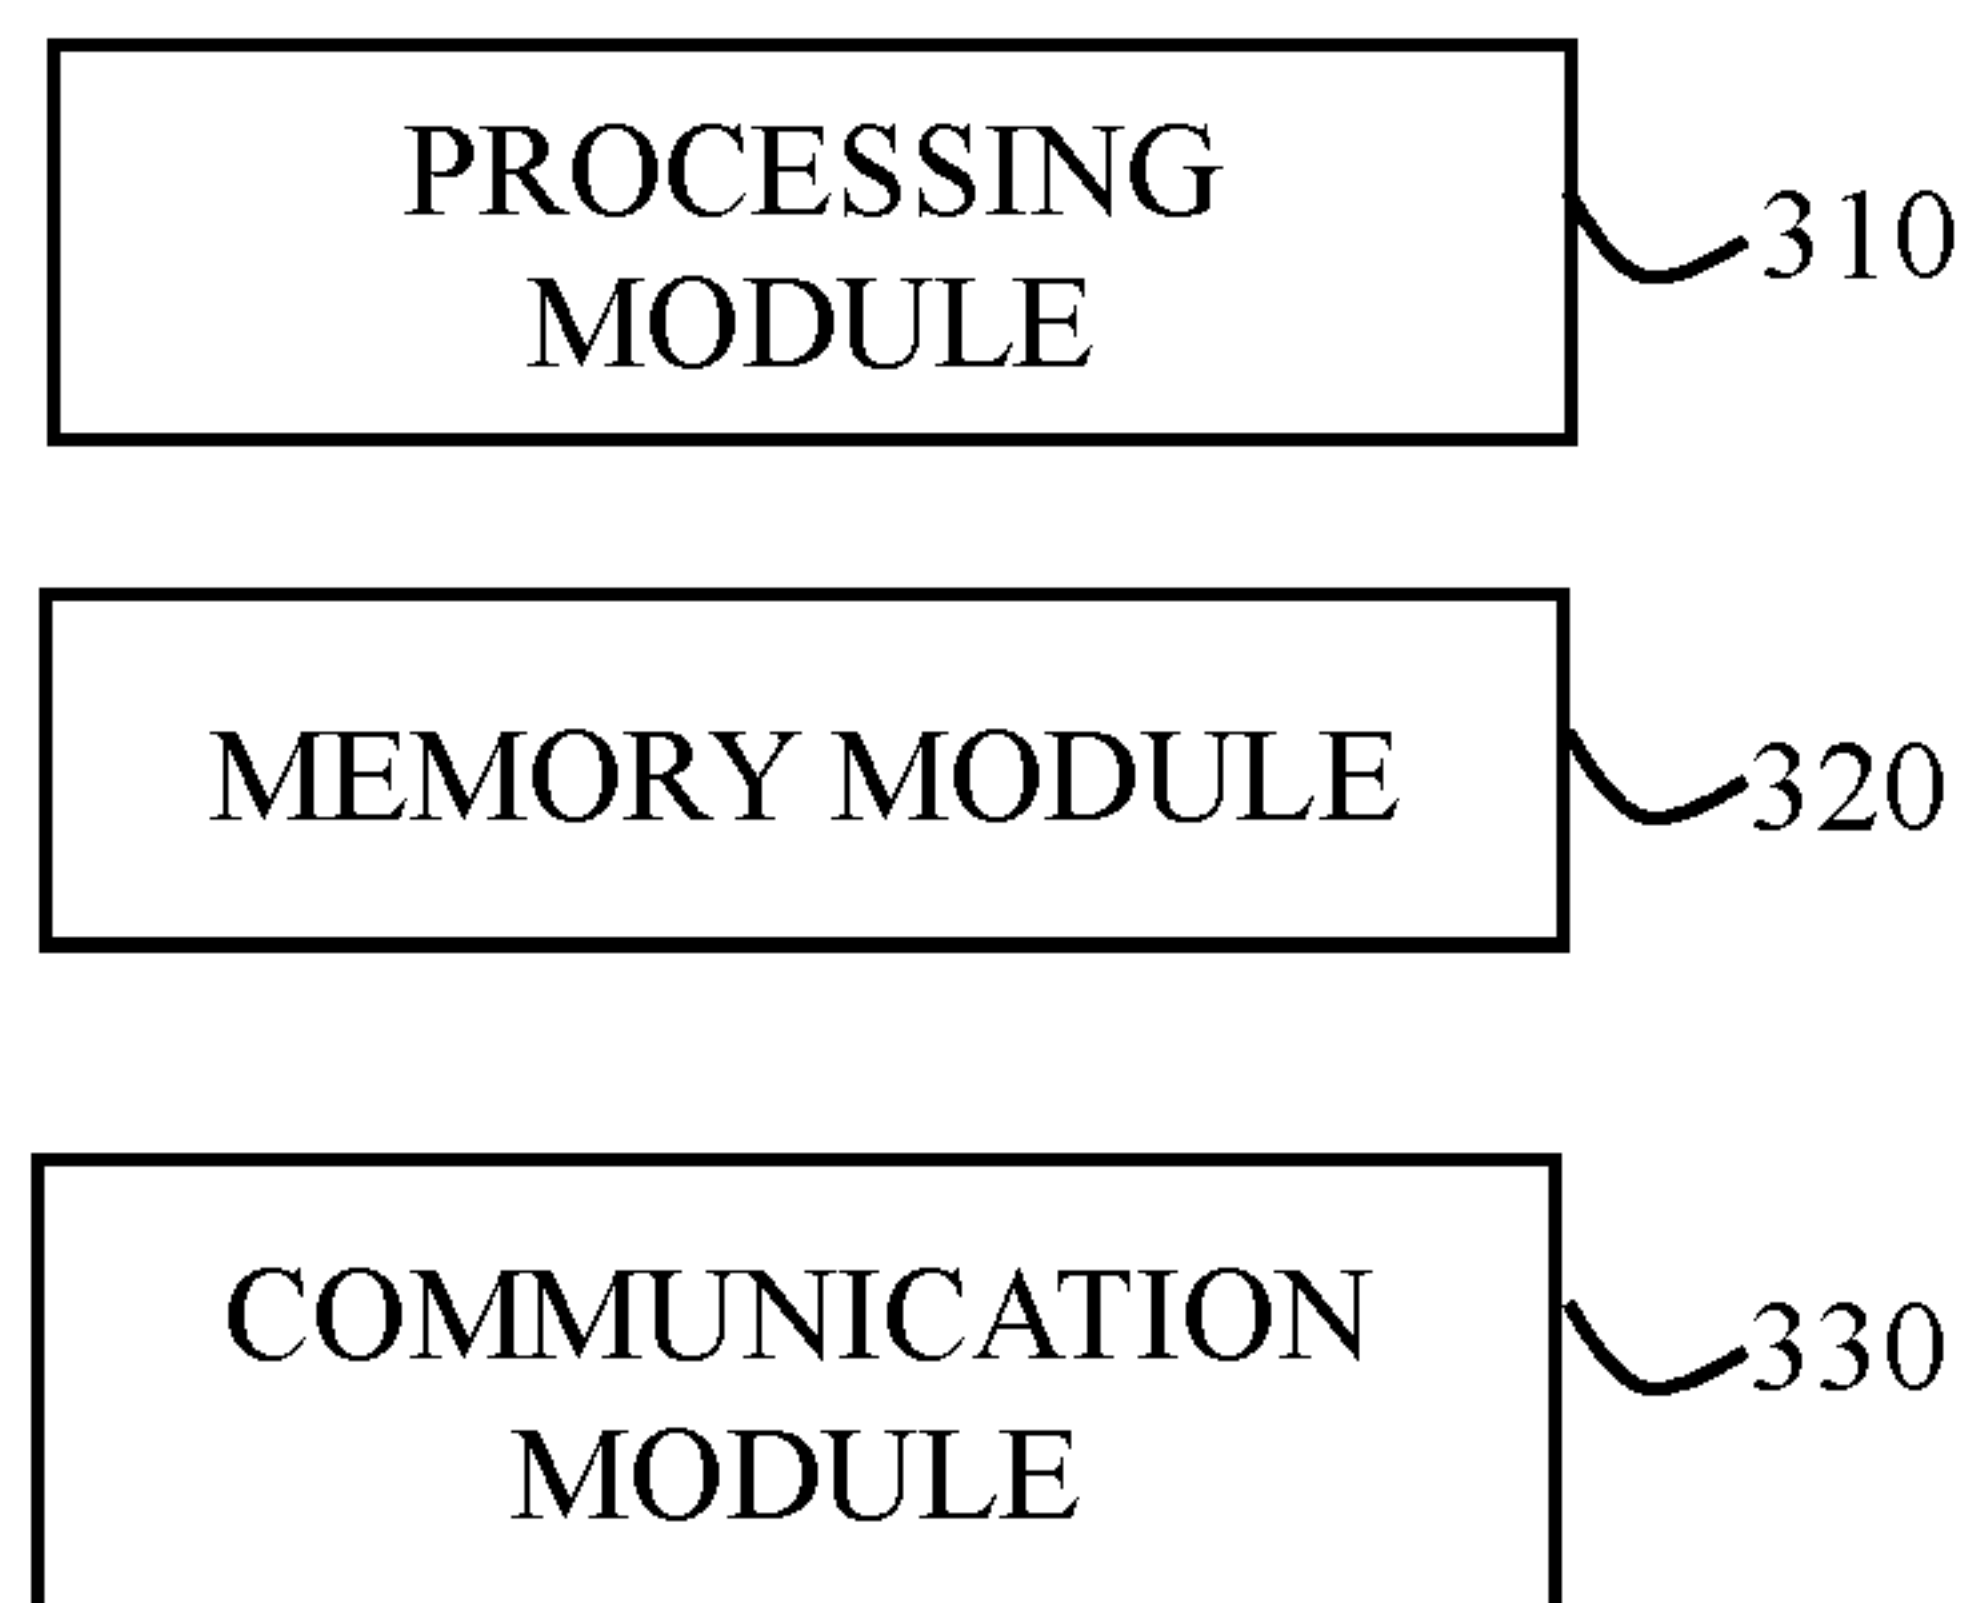 PROCESSING
MODULE
310
MEMORY MODULE
320
COMMUNICATION
MODULE
330